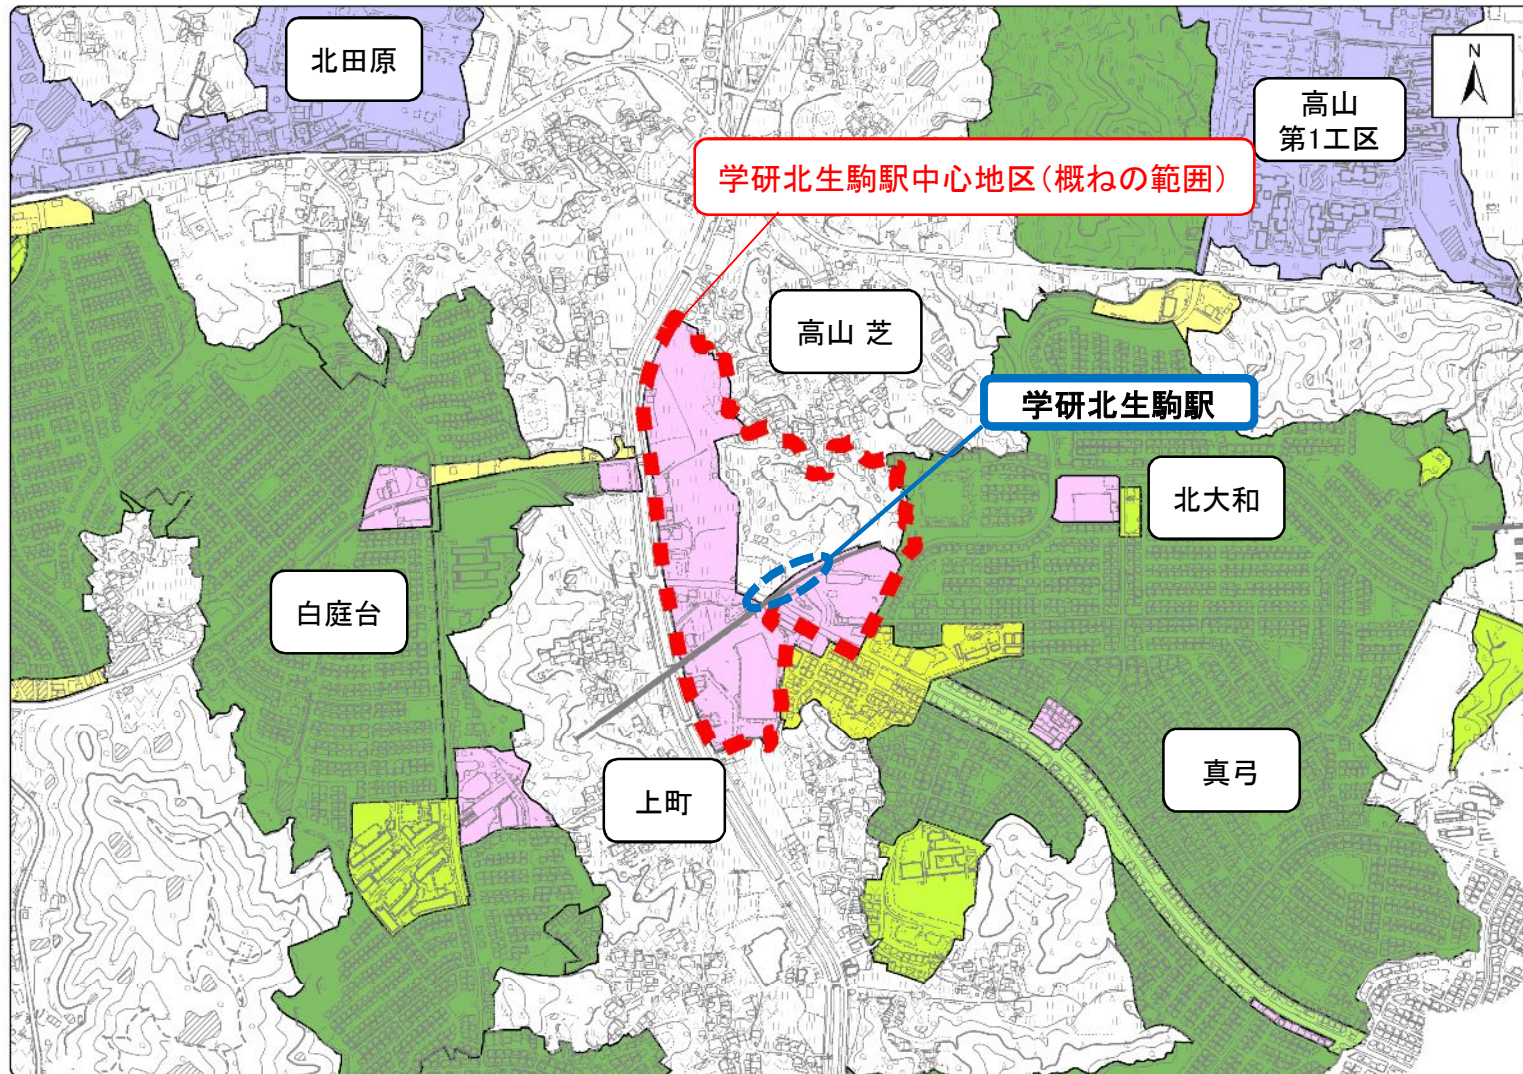 北田原
N
高山
第1工区
学研北生駒駅中心地区(概ねの範囲)
高山 芝
学研北生駒駅
北大和
白庭台
真弓
上町